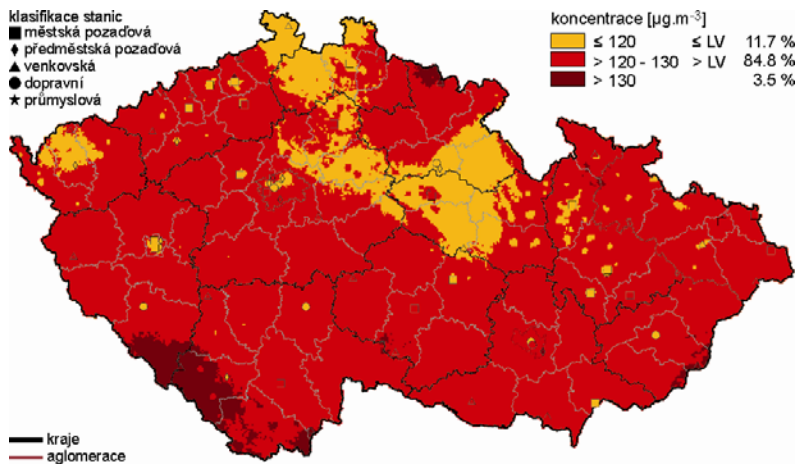 klasifikace stanic
městská pozaďová
předměstská pozaďová
venkovská
dopravní
průmyslová
koncentrace [µg.m⁻³]
≤ 120 ≤ LV 11.7 %
> 120 - 130 > LV 84.8 %
> 130 3.5 %
kraje
aglomerace